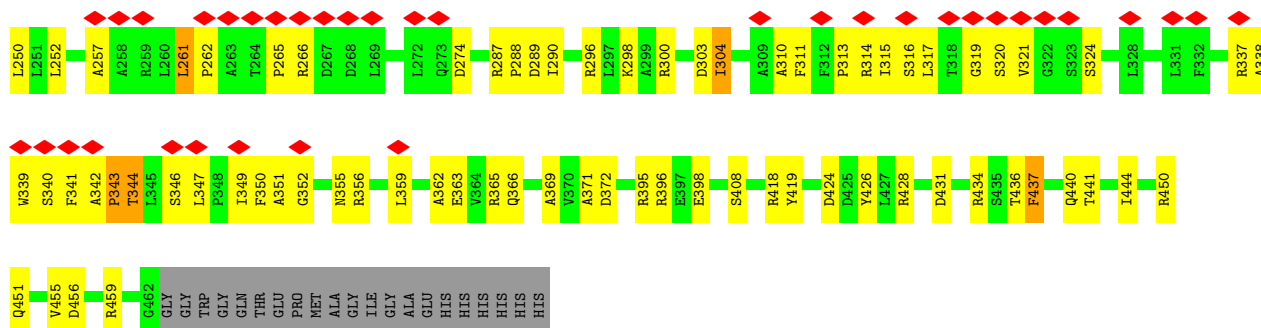 L250 L251 L252 A257 A258 R259 L260 L261 P262 A263 T264 P265 R266 D267 D268 L269 L272 Q273 D274 R287 P288 D289 I290 R296 L297 K298 A299 R300 D303 I304 A309 A310 F311 F312 P313 R314 I315 S316 L317 T318 G319 S320 V321 G322 S323 S324 L328 L331 F332 R337 A338
W339 S340 F341 A342 P343 T344 L345 S346 L347 P348 I349 F350 A351 G352 N355 R356 L359 A362 E363 V364 R365 Q366 A369 V370 A371 D372 R395 R396 E397 E398 S408 R418 Y419 D424 D425 Y426 L427 R428 D431 R434 S435 T436 F437 Q440 T441 I444 R450
Q451 V455 D456 R459 G462 GLY GLY TRP GLY GLN THR GLU PRO MET ALA GLY ILE GLY ALA GLU HIS HIS HIS HIS HIS HIS